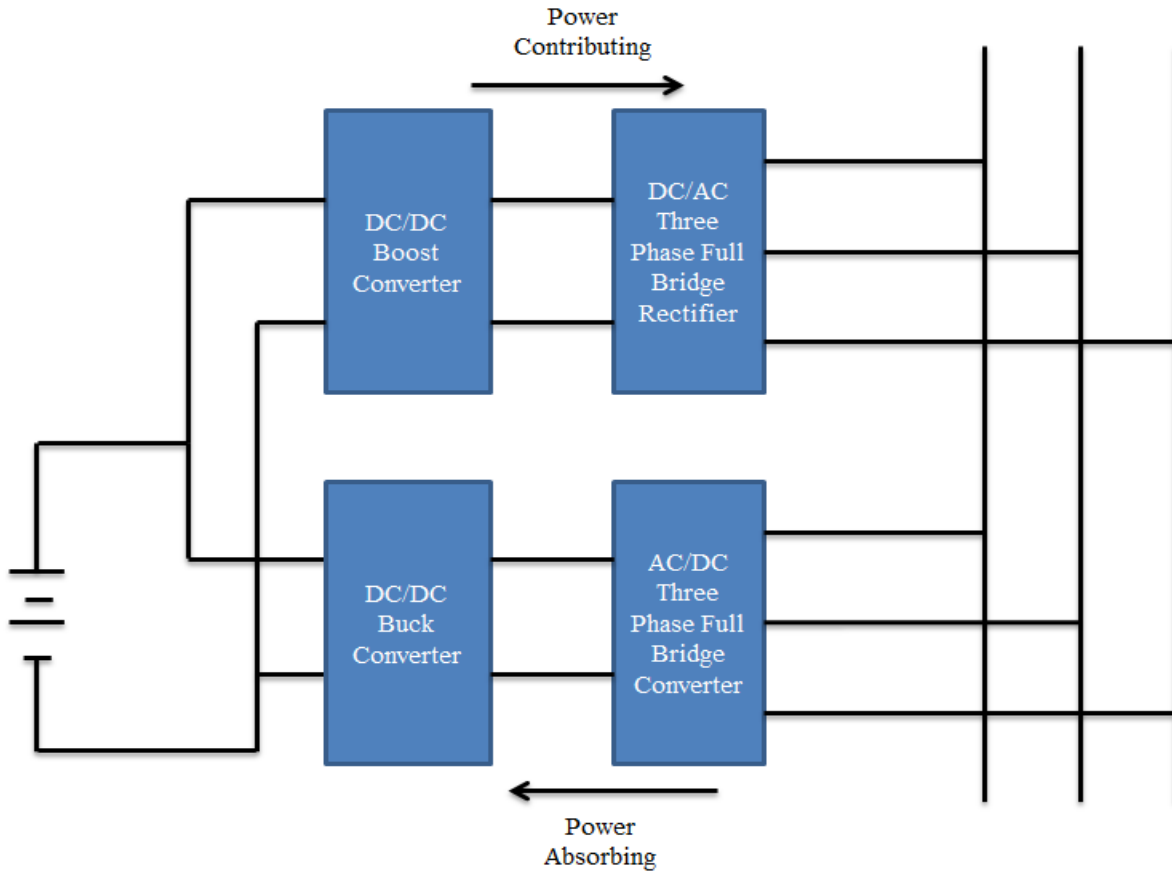 Power
Contributing
DC/DC
Boost
Converter
DC/AC
Three
Phase Full
Bridge
Rectifier
DC/DC
Buck
Converter
AC/DC
Three
Phase Full
Bridge
Converter
Power
Absorbing